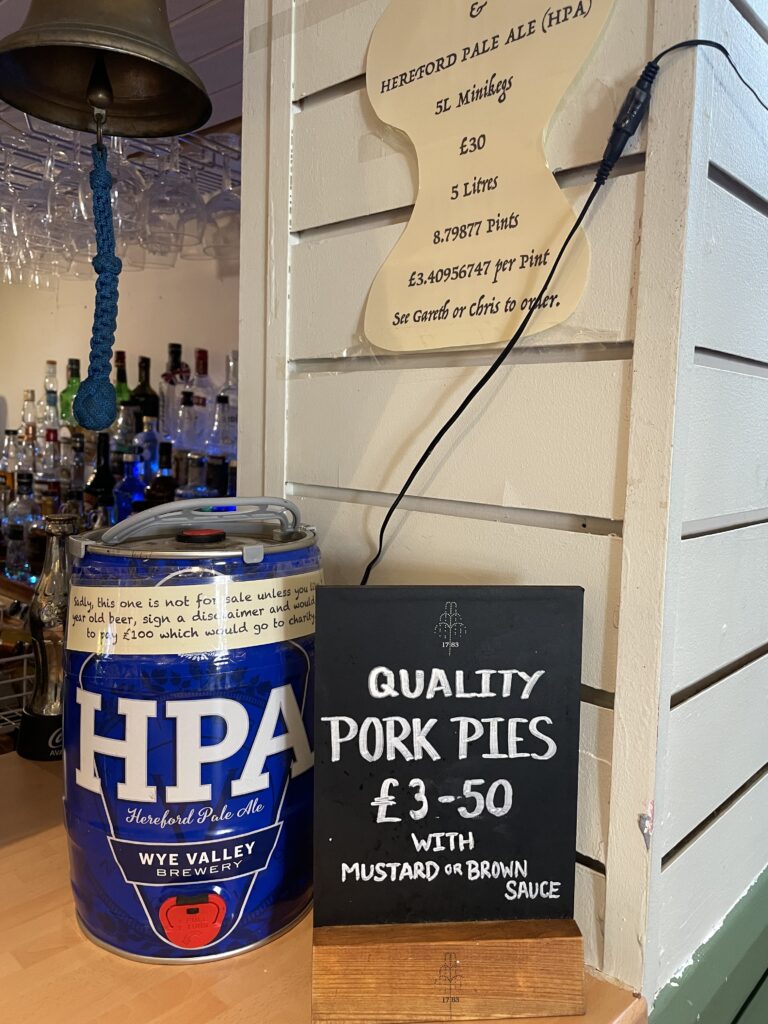 &
HEREFORD PALE ALE (HPA)
5L Minikegs
£30
5 Litres
8.79877 Pints
£3.40956747 per Pint
See Gareth or Chris to order.
Sadly, this one is not for sale unless you
year old beer, sign a disclaimer and would
to pay £100 which would go to charity
HPA
Hereford Pale Ale
WYE VALLEY
BREWERY
PULL
1783
QUALITY
PORK PIES
£3-50
WITH
MUSTARD OR BROWN
SAUCE
1783